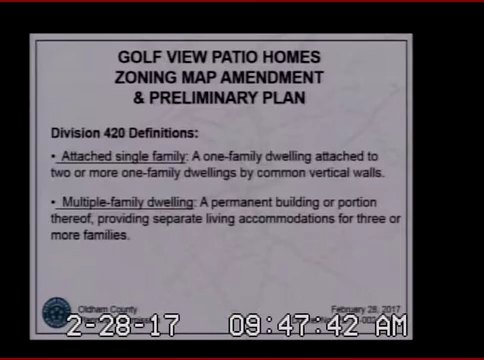 GOLF VIEW PATIO HOMES
ZONING MAP AMENDMENT
& PRELIMINARY PLAN
Division 420 Definitions:
• Attached single family: A one-family dwelling attached to
two or more one-family dwellings by common vertical walls.
• Multiple-family dwelling: A permanent building or portion
thereof, providing separate living accommodations for three or
more families.
Oldham County
February 28, 2017
2-28-17 09:47:42 AM